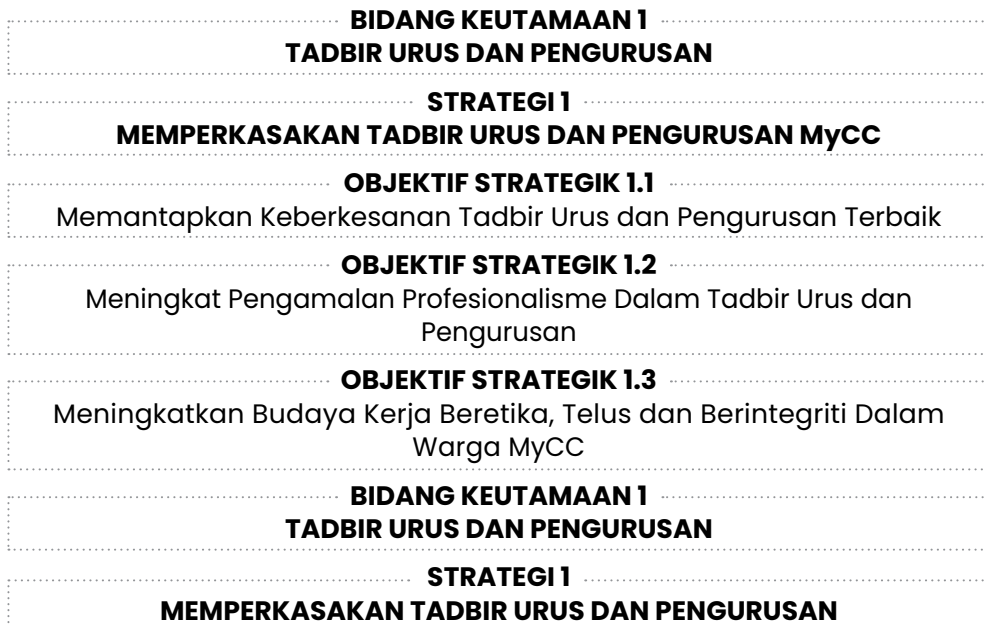 BIDANG KEUTAMAAN 1
TADBIR URUS DAN PENGURUSAN
STRATEGI 1
MEMPERKASAKAN TADBIR URUS DAN PENGURUSAN MyCC
OBJEKTIF STRATEGIK 1.1
Memantapkan Keberkesanan Tadbir Urus dan Pengurusan Terbaik
OBJEKTIF STRATEGIK 1.2
Meningkat Pengamalan Profesionalisme Dalam Tadbir Urus dan
Pengurusan
OBJEKTIF STRATEGIK 1.3
Meningkatkan Budaya Kerja Beretika, Telus dan Berintegriti Dalam
Warga MyCC
BIDANG KEUTAMAAN 1
TADBIR URUS DAN PENGURUSAN
STRATEGI 1
MEMPERKASAKAN TADBIR URUS DAN PENGURUSAN